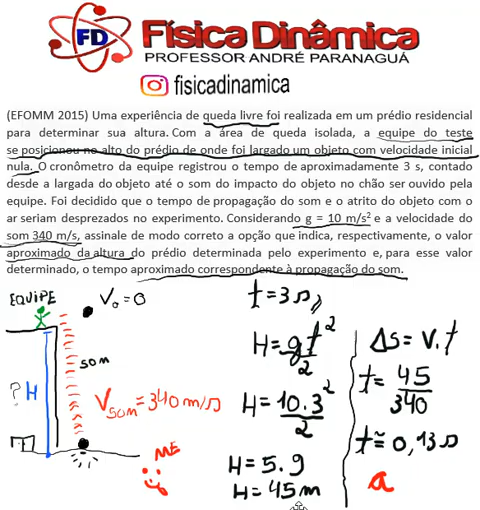 FD Física Dinâmica
PROFESSOR ANDRÉ PARANAGUÁ
fisicadinamica
(EFOMM 2015) Uma experiência de queda livre foi realizada em um prédio residencial
para determinar sua altura. Com a área de queda isolada, a equipe do teste
se posicionou no alto do prédio de onde foi largado um objeto com velocidade inicial
nula. O cronômetro da equipe registrou o tempo de aproximadamente 3 s, contado
desde a largada do objeto até o som do impacto do objeto no chão ser ouvido pela
equipe. Foi decidido que o tempo de propagação do som e o atrito do objeto com o
ar seriam desprezados no experimento. Considerando g = 10 m/s² e a velocidade do
som 340 m/s, assinale de modo correto a opção que indica, respectivamente, o valor
aproximado da altura do prédio determinada pelo experimento e, para esse valor
determinado, o tempo aproximado correspondente à propagação do som.
EQUIPE
V₀=0
SOM
? H
Vsom=340 m/s
ME
t=3s
H=gt²/2
H=10.3²/2
H=5.9
H=45m
Δs=V.t
t=45/340
t≅0,13s
a